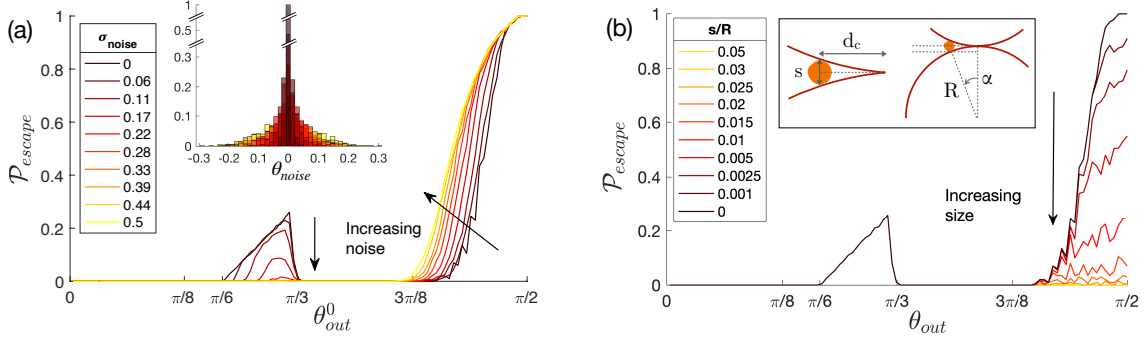 (a)
σnoise
0
0.06
0.11
0.17
0.22
0.28
0.33
0.39
0.44
0.5
1
0.5
0.3
0.2
0.1
0
-0.3 -0.2 -0.1 0 0.1 0.2 0.3
θnoise
Increasing
noise
1
0.8
0.6
0.4
0.2
0
𝒫escape
0 π/8 π/6 π/3 3π/8 π/2
θ⁰out
(b)
s/R
0.05
0.03
0.025
0.02
0.015
0.01
0.005
0.0025
0.001
0
dc
s
R
α
Increasing
size
1
0.8
0.6
0.4
0.2
0
𝒫escape
0 π/8 π/6 π/3 3π/8 π/2
θout